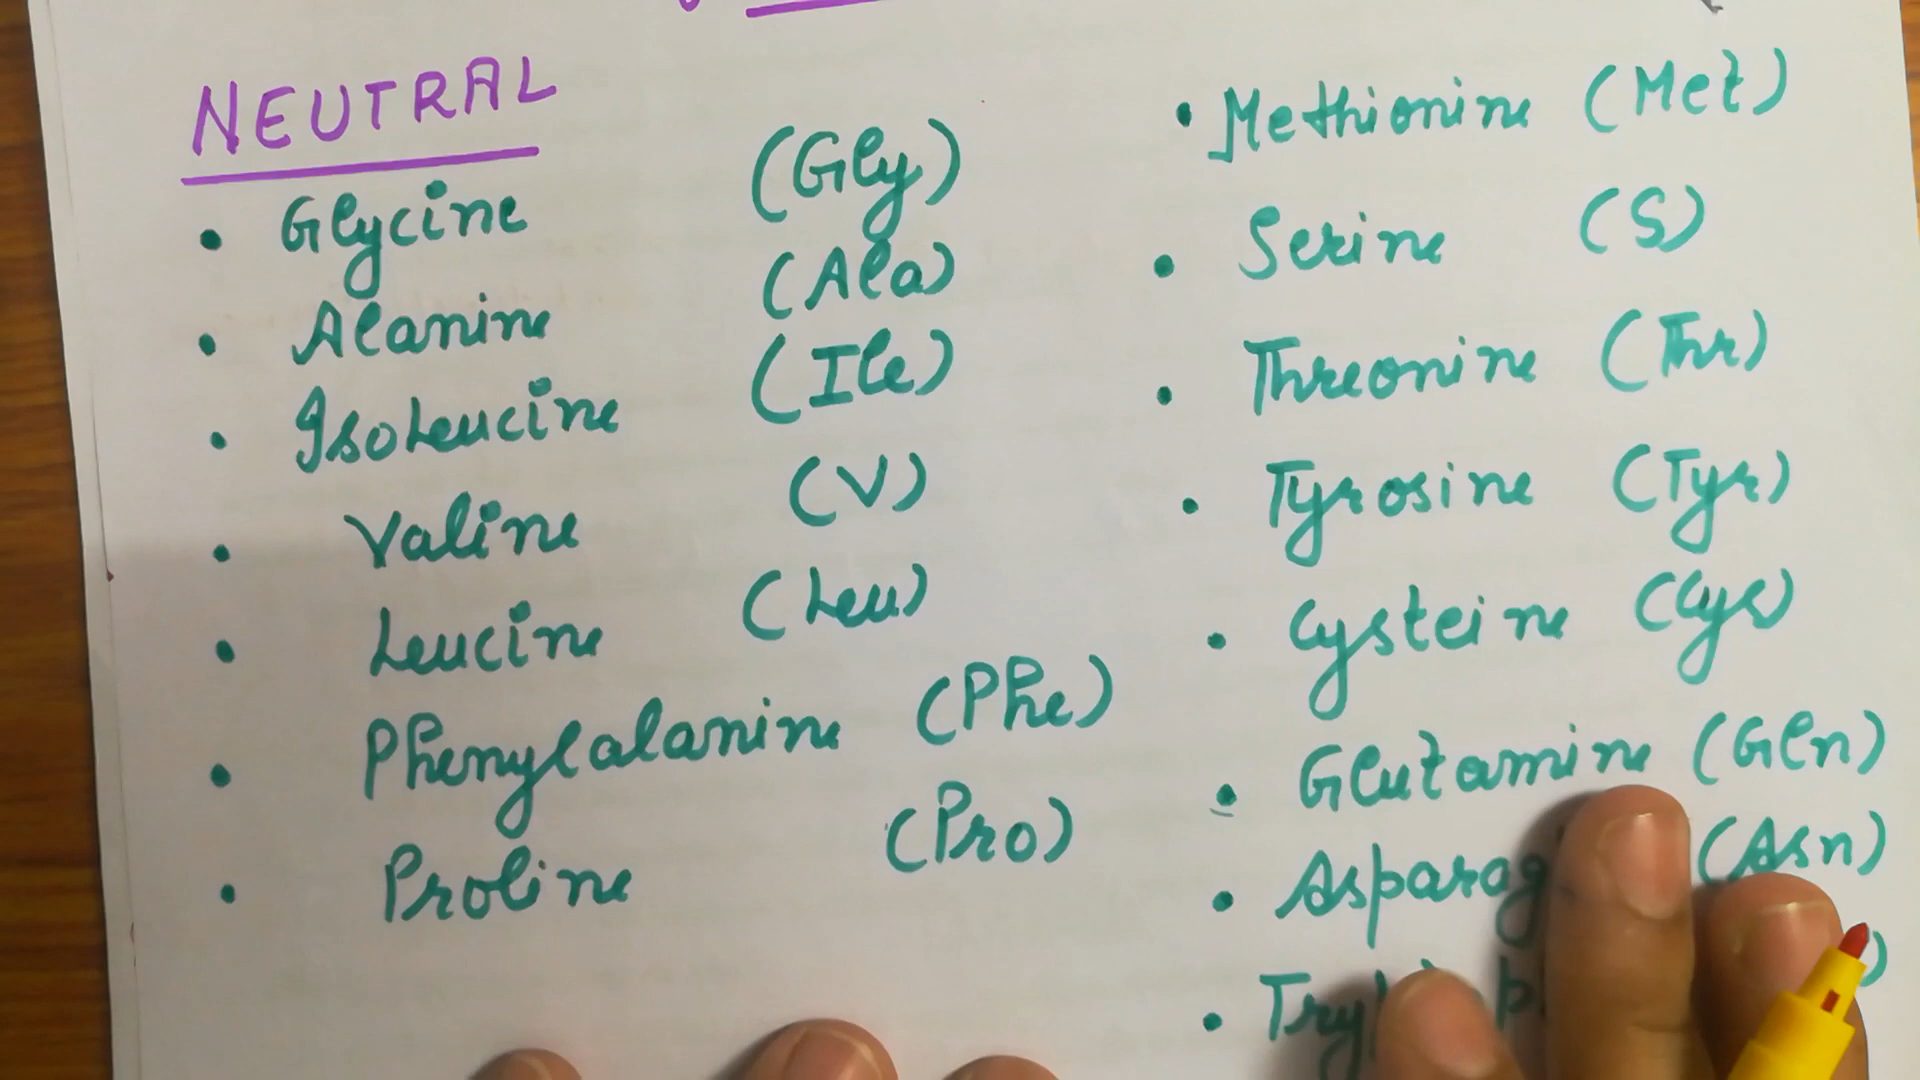 NEUTRAL
• Glycine (Gly)
• Alanine (Ala)
• Isoleucine (Ile)
• Valine (V)
• Leucine (Leu)
• Phenylalanine (Phe)
• Proline (Pro)
• Methionine (Met)
• Serine (S)
• Threonine (Thr)
• Tyrosine (Tyr)
• Cysteine (Cys)
• Glutamine (Gln)
• (Asn)